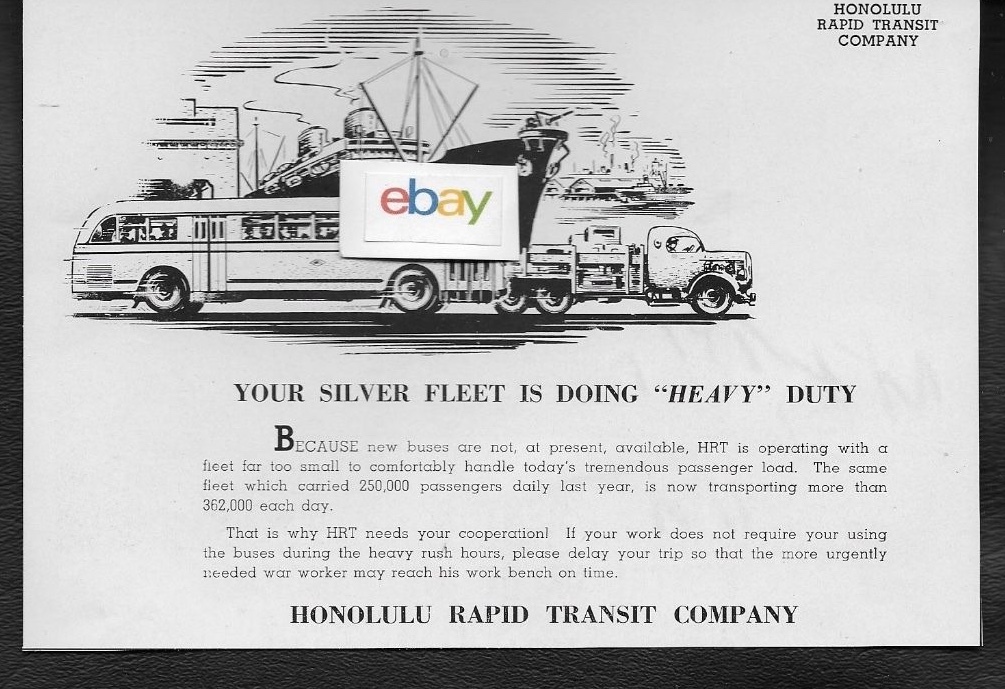 HONOLULU
RAPID TRANSIT
COMPANY
ebay
YOUR SILVER FLEET IS DOING “HEAVY” DUTY
BECAUSE new buses are not, at present, available, HRT is operating with a
fleet far too small to comfortably handle today's tremendous passenger load. The same
fleet which carried 250,000 passengers daily last year, is now transporting more than
362,000 each day.
That is why HRT needs your cooperation! If your work does not require your using
the buses during the heavy rush hours, please delay your trip so that the more urgently
needed war worker may reach his work bench on time.
HONOLULU RAPID TRANSIT COMPANY